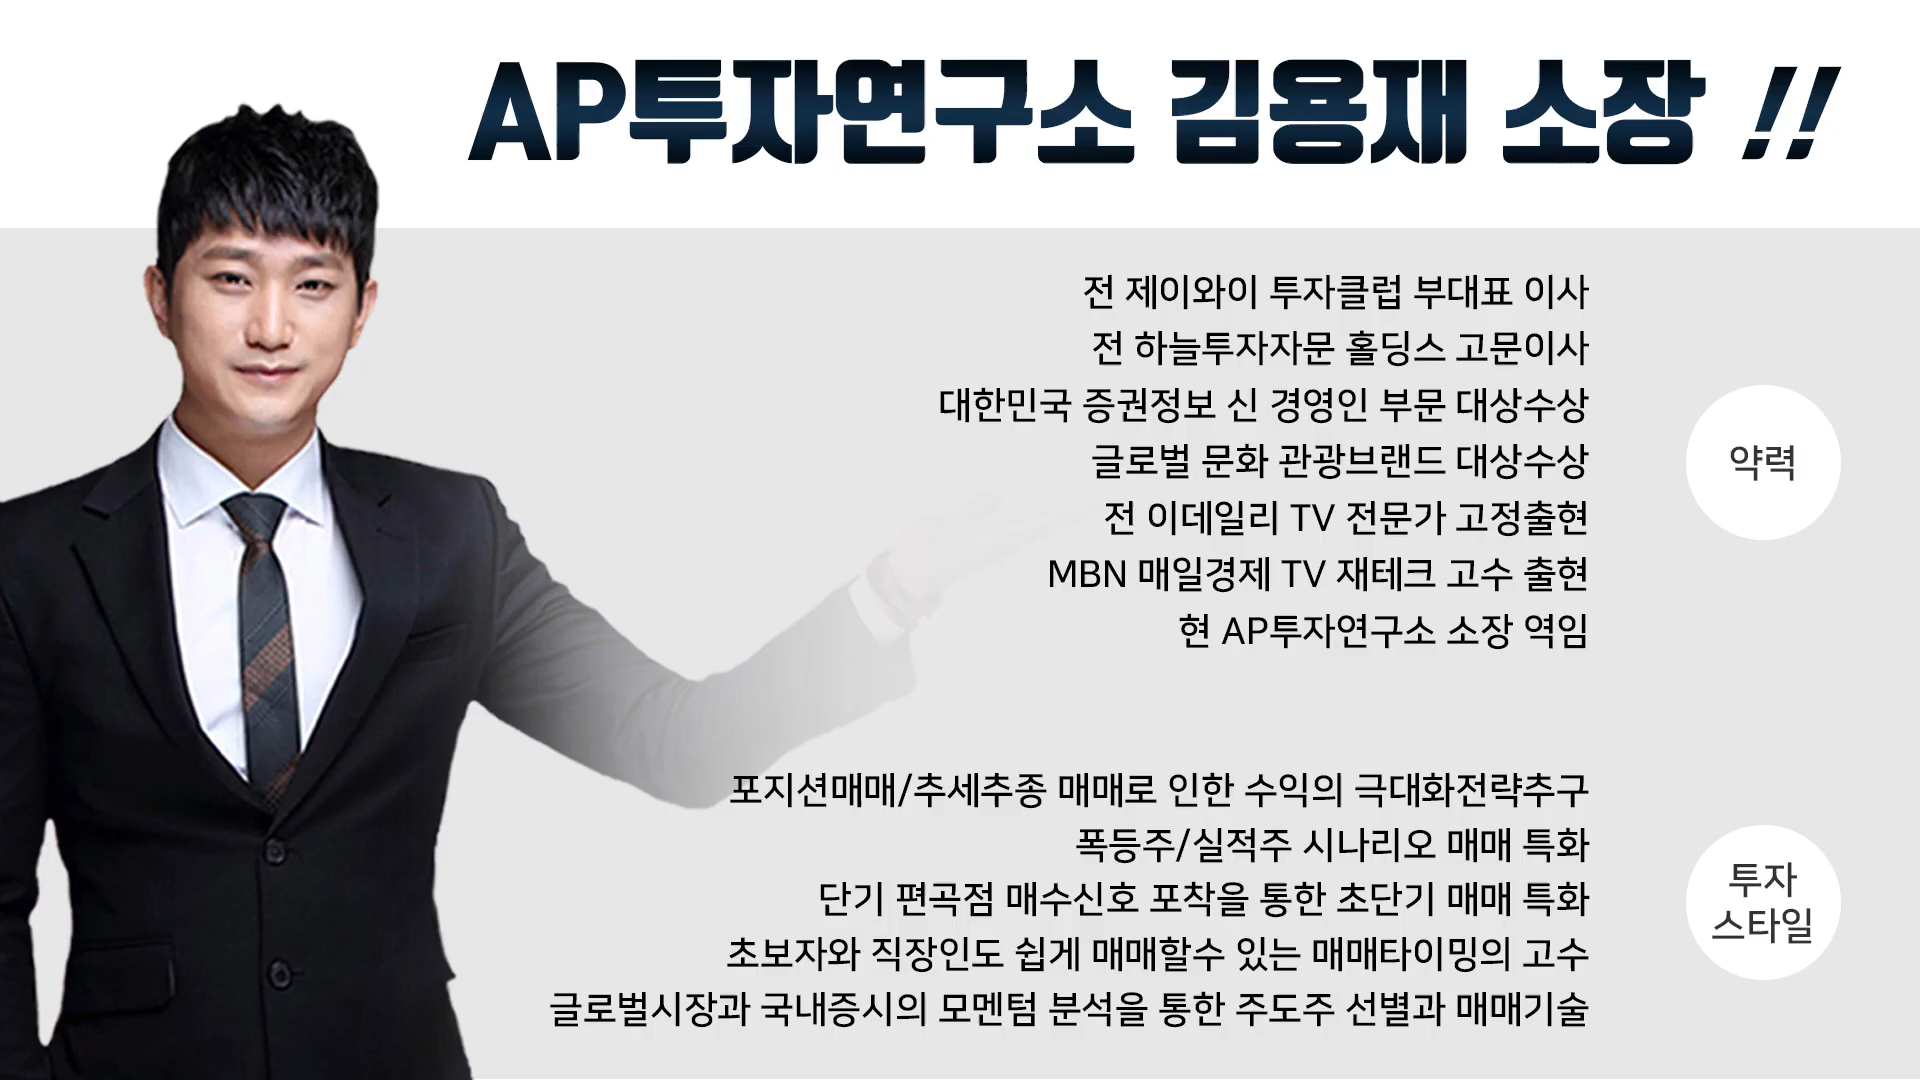 AP투자연구소 김용재 소장 !!
전 제이와이 투자클럽 부대표 이사
전 하늘투자자문 홀딩스 고문이사
대한민국 증권정보 신 경영인 부문 대상수상
글로벌 문화 관광브랜드 대상수상
전 이데일리 TV 전문가 고정출현
MBN 매일경제 TV 재테크 고수 출현
현 AP투자연구소 소장 역임
약력
포지션매매/추세추종 매매로 인한 수익의 극대화전략추구
폭등주/실적주 시나리오 매매 특화
단기 편곡점 매수신호 포착을 통한 초단기 매매 특화
초보자와 직장인도 쉽게 매매할수 있는 매매타이밍의 고수
글로벌시장과 국내증시의 모멘텀 분석을 통한 주도주 선별과 매매기술
투자
스타일